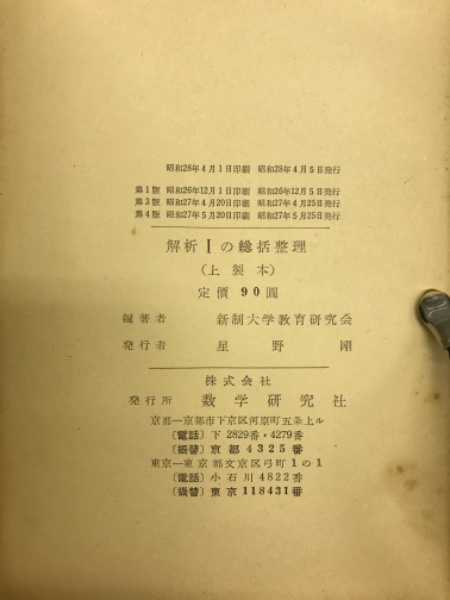 昭和28年4月1日印刷 昭和28年4月5日発行
第1版 昭和26年12月1日印刷 昭和26年12月5日発行
第3版 昭和27年4月20日印刷 昭和27年4月25日発行
第4版 昭和27年5月20日印刷 昭和27年5月25日発行
解析Iの総括整理
(上製本)
定價 90圓
編著者 新制大学教育研究会
発行者 星野剛
株式会社
発行所 数学研究社
京都―京都市下京区河原町五条上ル
〔電話〕下 2829番・4279番
〔振替〕京都 4325番
東京―東京都文京区弓町1の1
〔電話〕小石川 4822番
〔振替〕東京 118431番